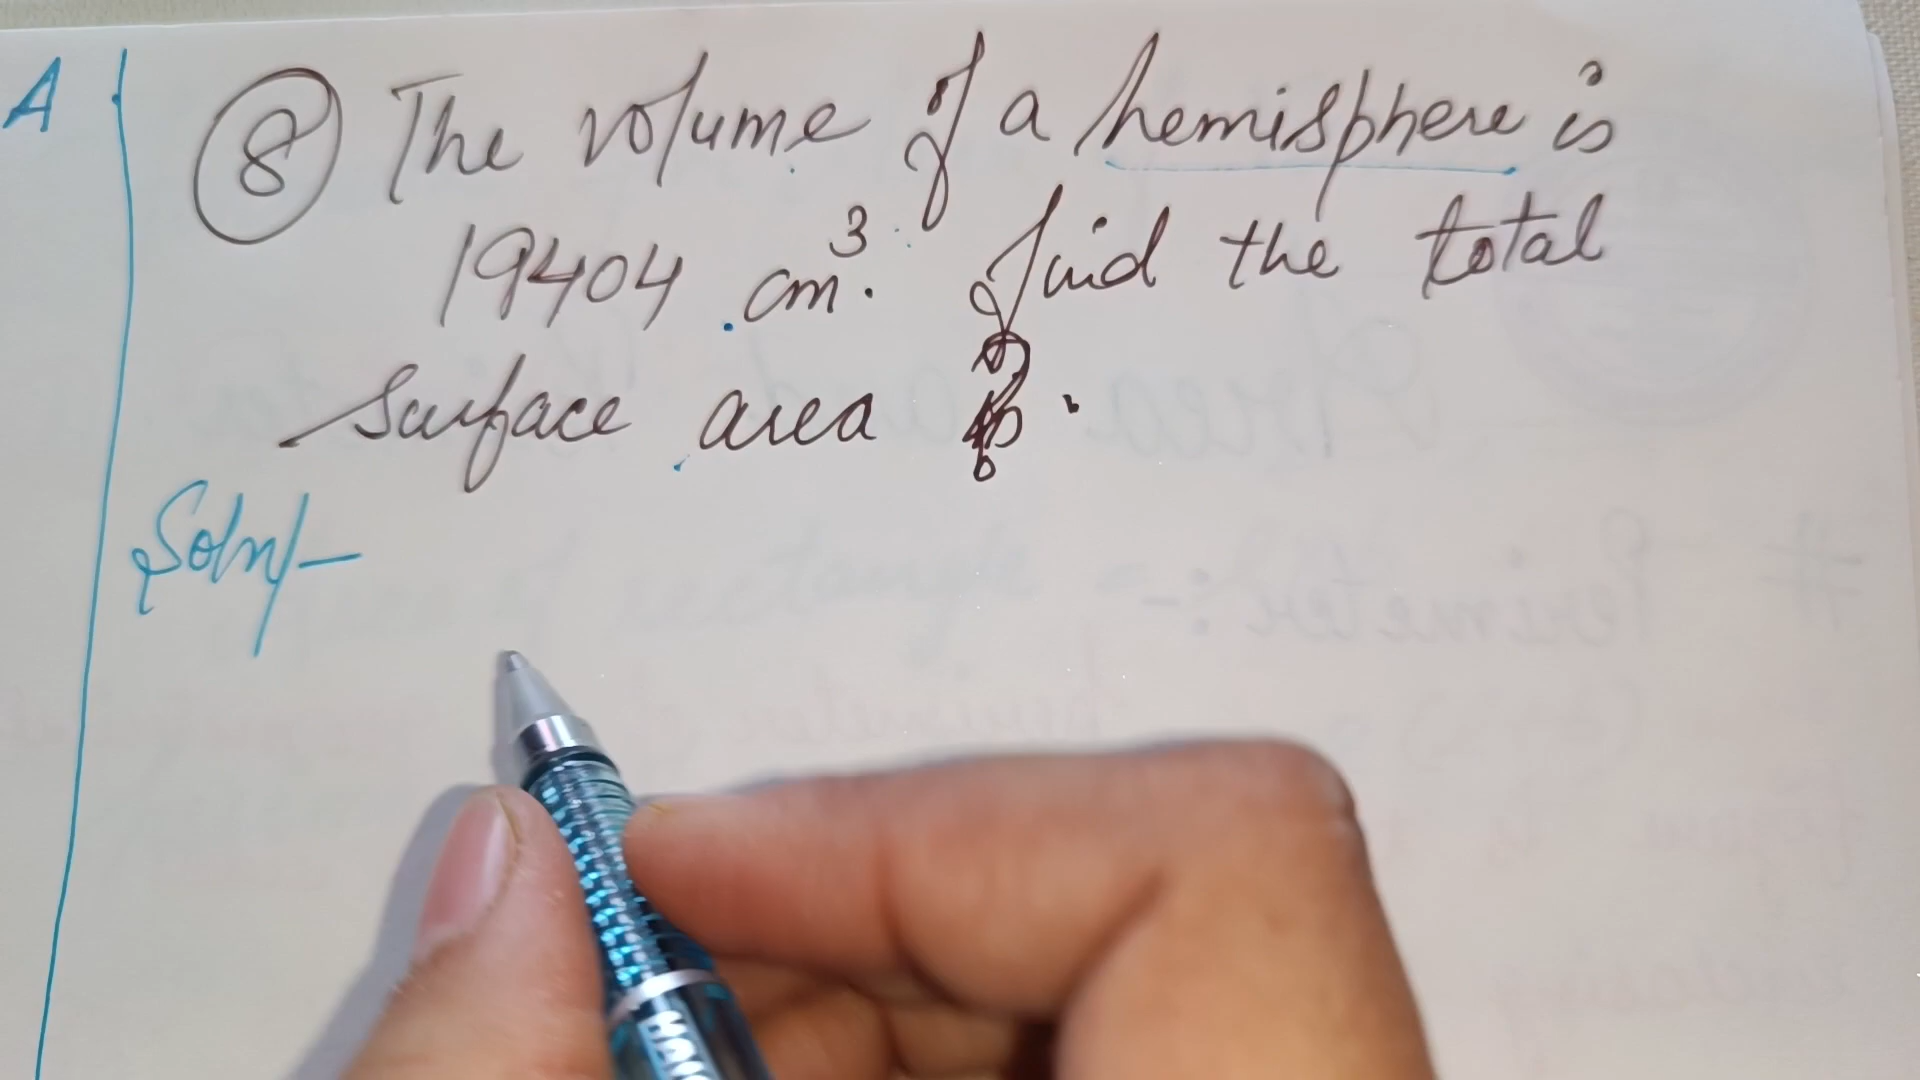 A
⑧ The volume of a hemisphere is
19404 cm³. find the total
surface area
Soln/-